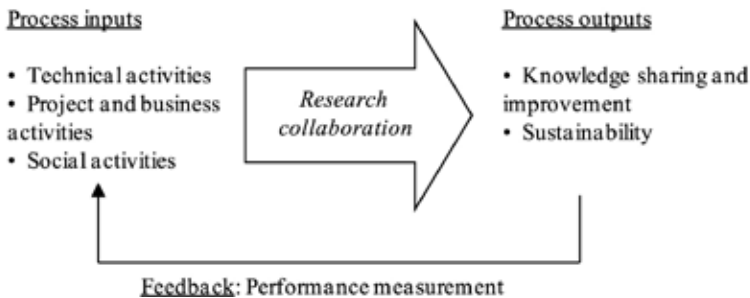 Process inputs
• Technical activities
• Project and business
activities
• Social activities
Research
collaboration
Process outputs
• Knowledge sharing and
improvement
• Sustainability
Feedback: Performance measurement